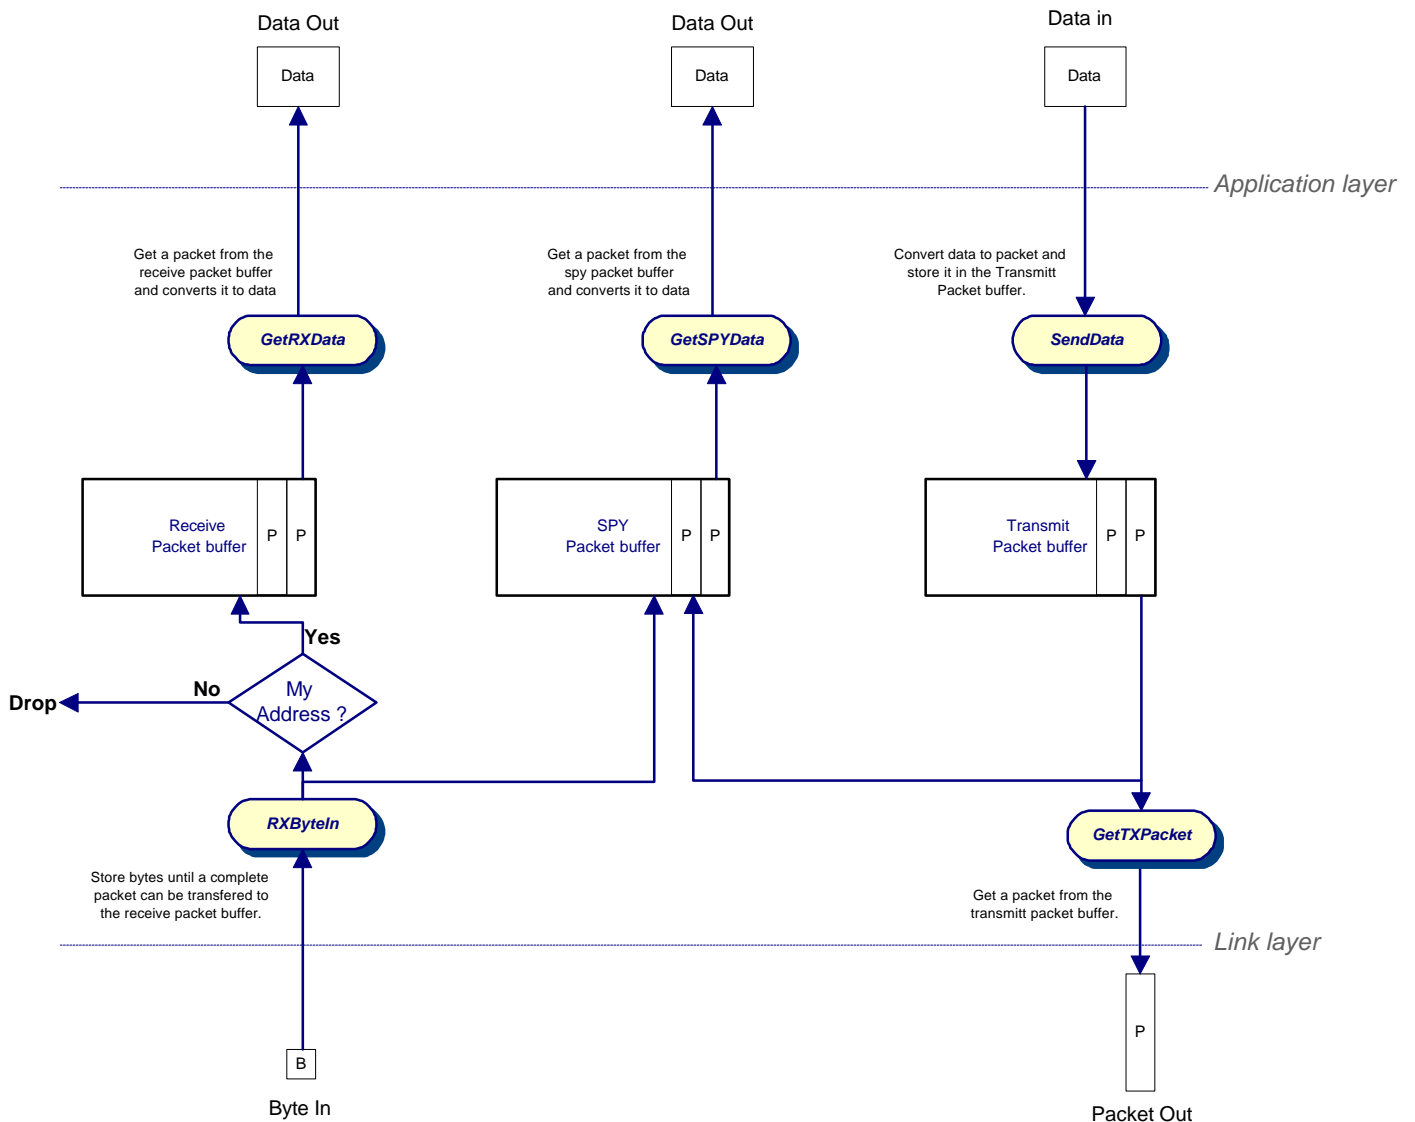 Data Out
Data Out
Data in
Data
Data
Data
Application layer
Get a packet from the
receive packet buffer
and converts it to data
Get a packet from the
spy packet buffer
and converts it to data
Convert data to packet and
store it in the Transmitt
Packet buffer.
GetRXData
GetSPYData
SendData
Receive
Packet buffer
P
P
SPY
Packet buffer
P
P
Transmit
Packet buffer
P
P
Yes
No
Drop
My
Address ?
RXByteIn
GetTXPacket
Store bytes until a complete
packet can be transfered to
the receive packet buffer.
Get a packet from the
transmitt packet buffer.
Link layer
B
P
Byte In
Packet Out